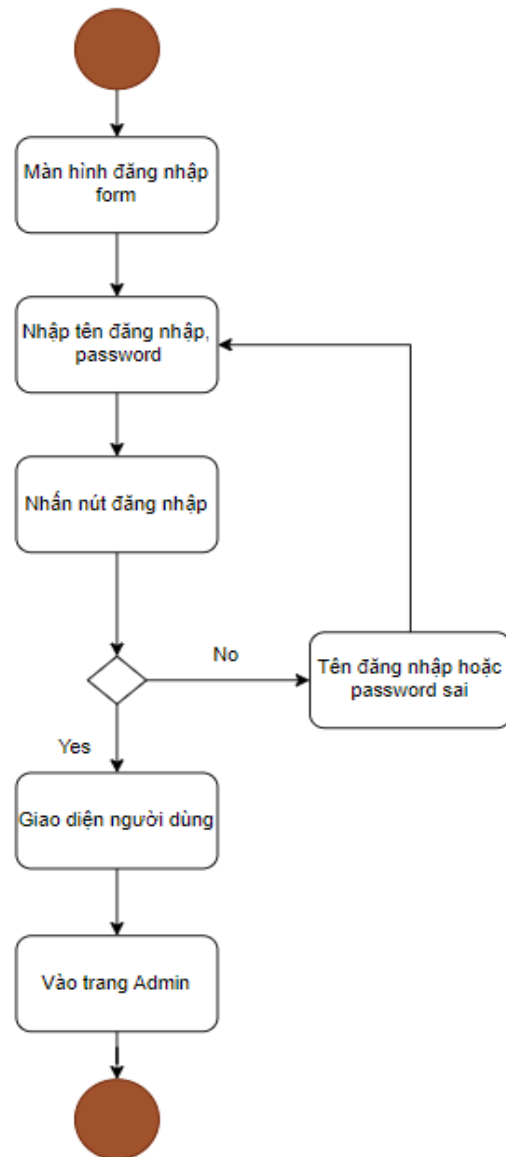 Màn hình đăng nhập
form
Nhập tên đăng nhập,
password
Nhấn nút đăng nhập
No
Tên đăng nhập hoặc
password sai
Yes
Giao diện người dùng
Vào trang Admin